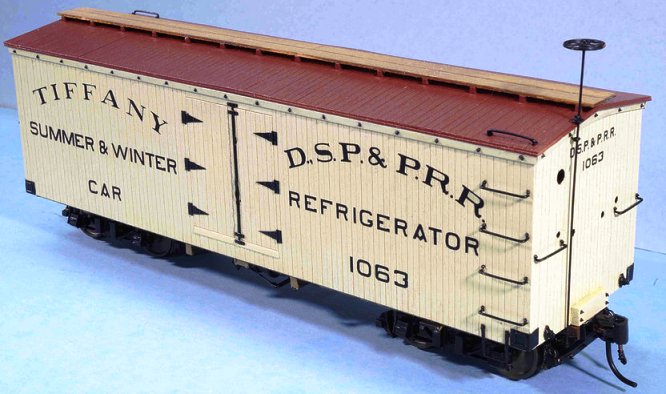 TIFFANY
SUMMER & WINTER
CAR
D.,S.P.& P.R.R.
REFRIGERATOR
1063
D.S.P.& P.R.R.
1063